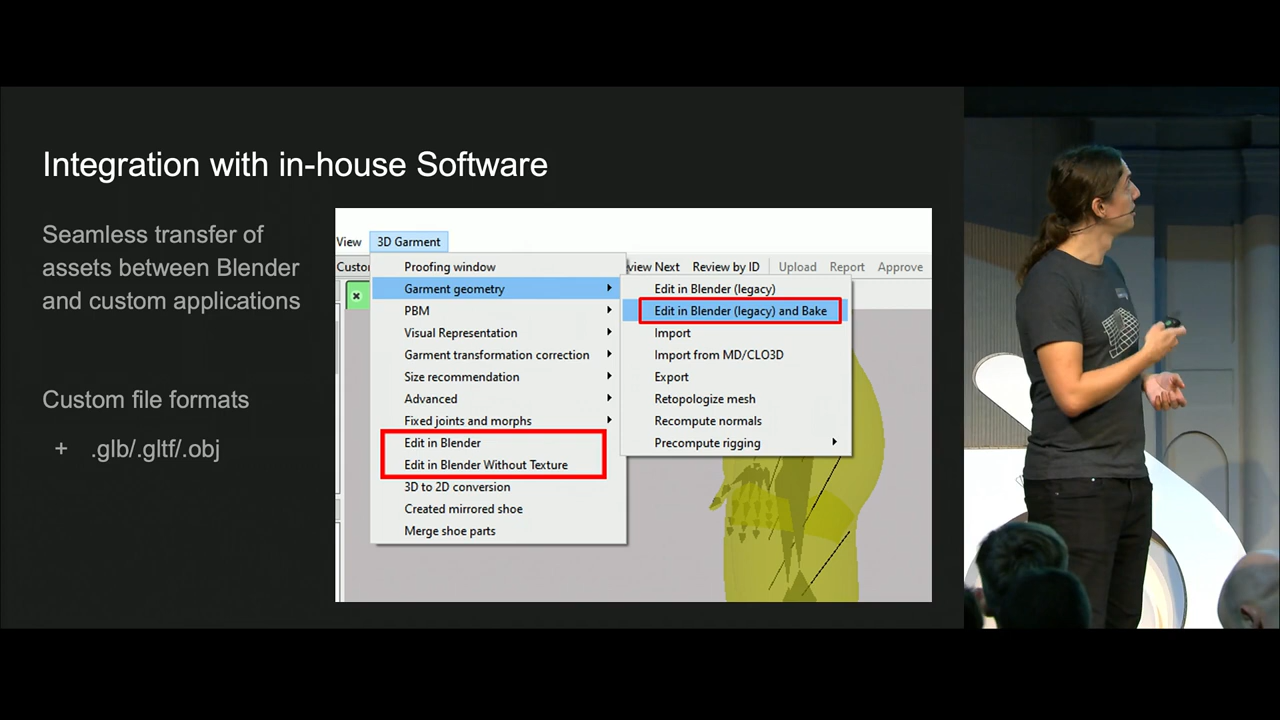 Integration with in-house Software
Seamless transfer of
assets between Blender
and custom applications
Custom file formats
+ .glb/.gltf/.obj
View 3D Garment
Review by ID Upload Report Approve
Proofing window
Garment geometry
PBM
Visual Representation
Garment transformation correction
Size recommendation
Advanced
Fixed joints and morphs
Edit in Blender
Edit in Blender Without Texture
3D to 2D conversion
Created mirrored shoe
Merge shoe parts
Edit in Blender (legacy)
Edit in Blender (legacy) and Bake
Import
Import from MD/CLO3D
Export
Retopologize mesh
Recompute normals
Precompute rigging